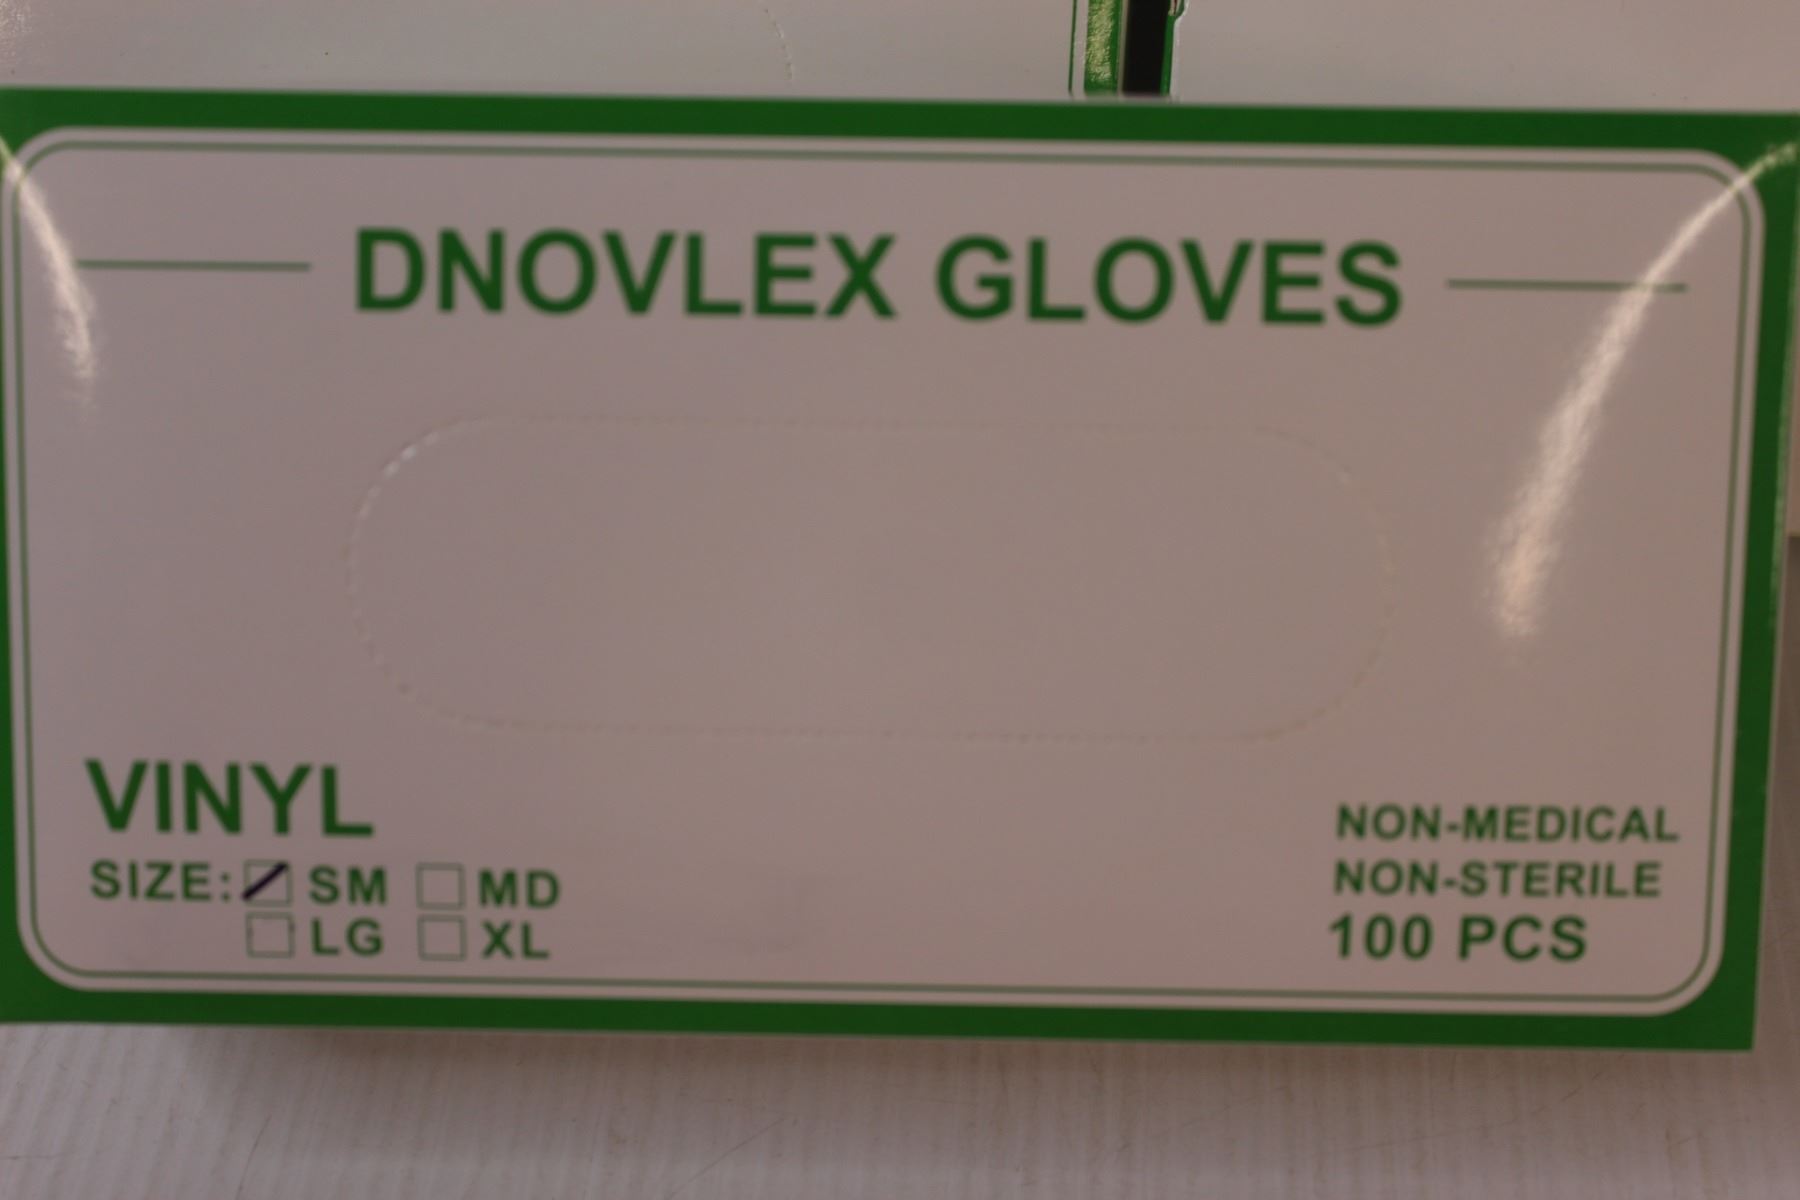 DNOVLEX GLOVES
VINYL
SIZE: SM MD
LG XL
NON-MEDICAL
NON-STERILE
100 PCS